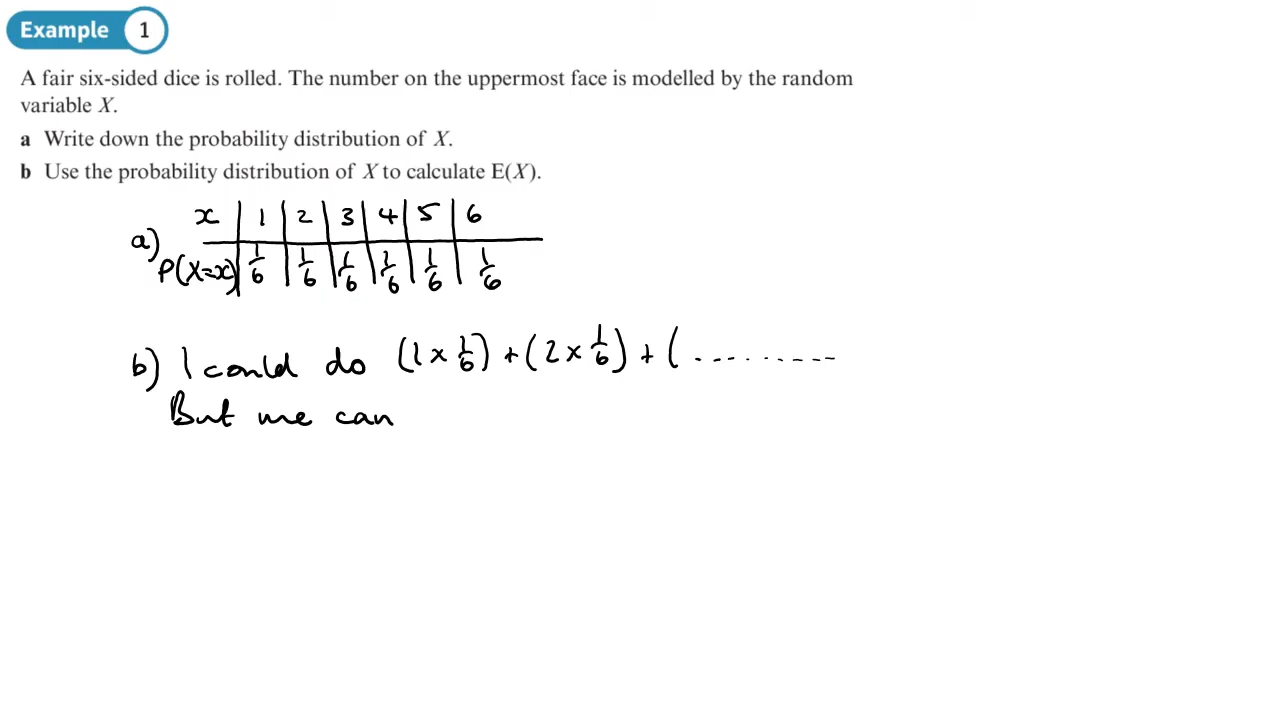 Example 1
A fair six-sided dice is rolled. The number on the uppermost face is modelled by the random
variable X.
a Write down the probability distribution of X.
b Use the probability distribution of X to calculate E(X).
a) x 1 2 3 4 5 6
P(X=x) 1/6 1/6 1/6 1/6 1/6 1/6
b) I could do (1 × 1/6) + (2 × 1/6) + ( .........
But we can